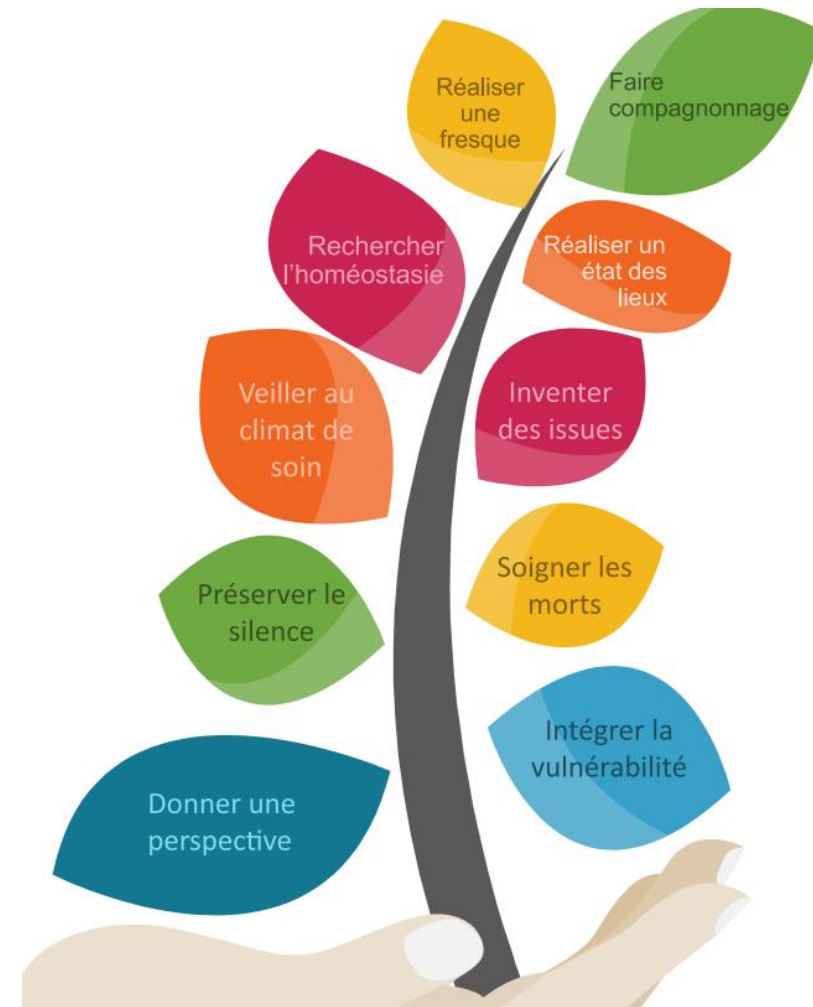 Réaliser
une
fresque
Faire
compagnonnage
Rechercher
l'homéostasie
Réaliser un
état des
lieux
Veiller au
climat de
soin
Inventer
des issues
Préserver le
silence
Soigner les
morts
Intégrer la
vulnérabilité
Donner une
perspective